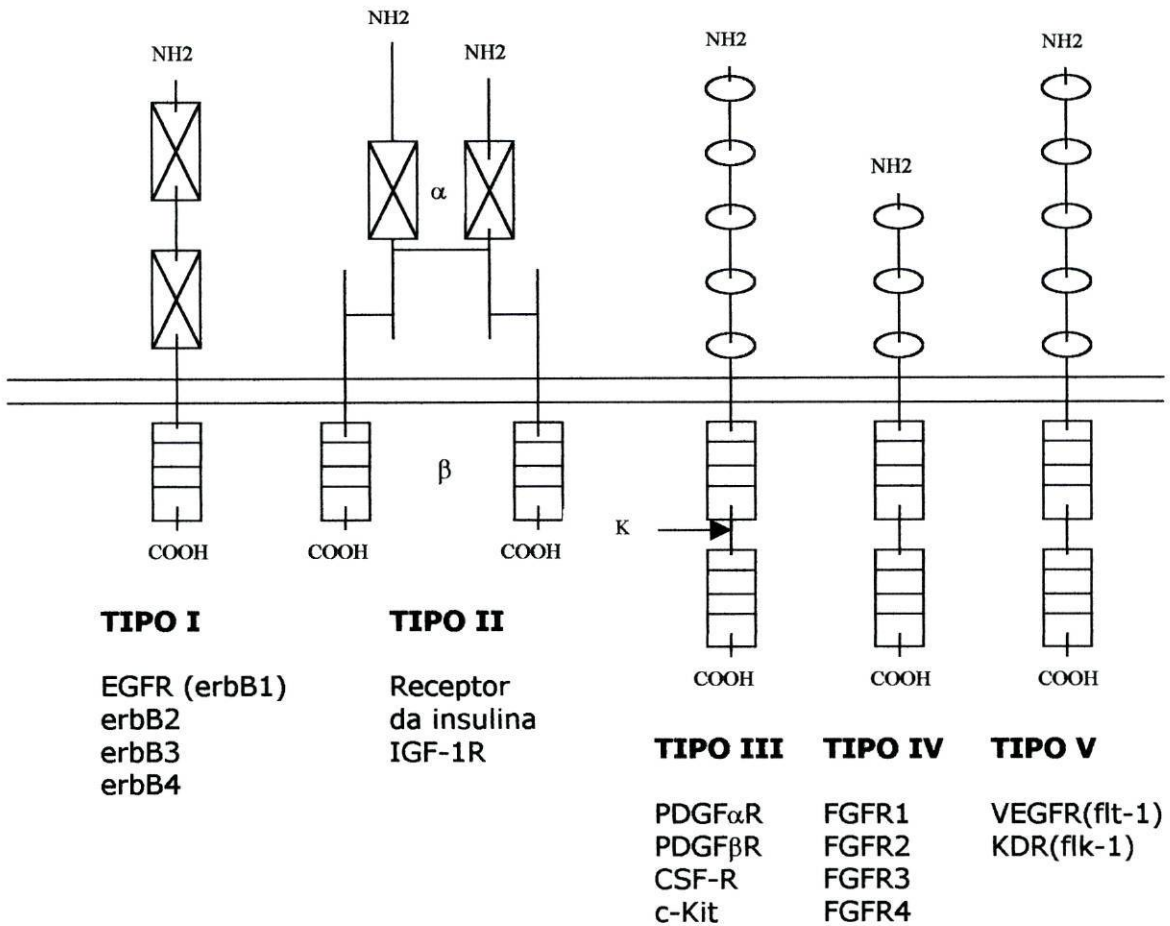 NH2
NH2
NH2
NH2
NH2
NH2
α
β
K
COOH
COOH
COOH
COOH
COOH
COOH
TIPO I
EGFR (erbB1)
erbB2
erbB3
erbB4
TIPO II
Receptor
da insulina
IGF-1R
TIPO III
PDGFαR
PDGFβR
CSF-R
c-Kit
TIPO IV
FGFR1
FGFR2
FGFR3
FGFR4
TIPO V
VEGFR(flt-1)
KDR(flk-1)